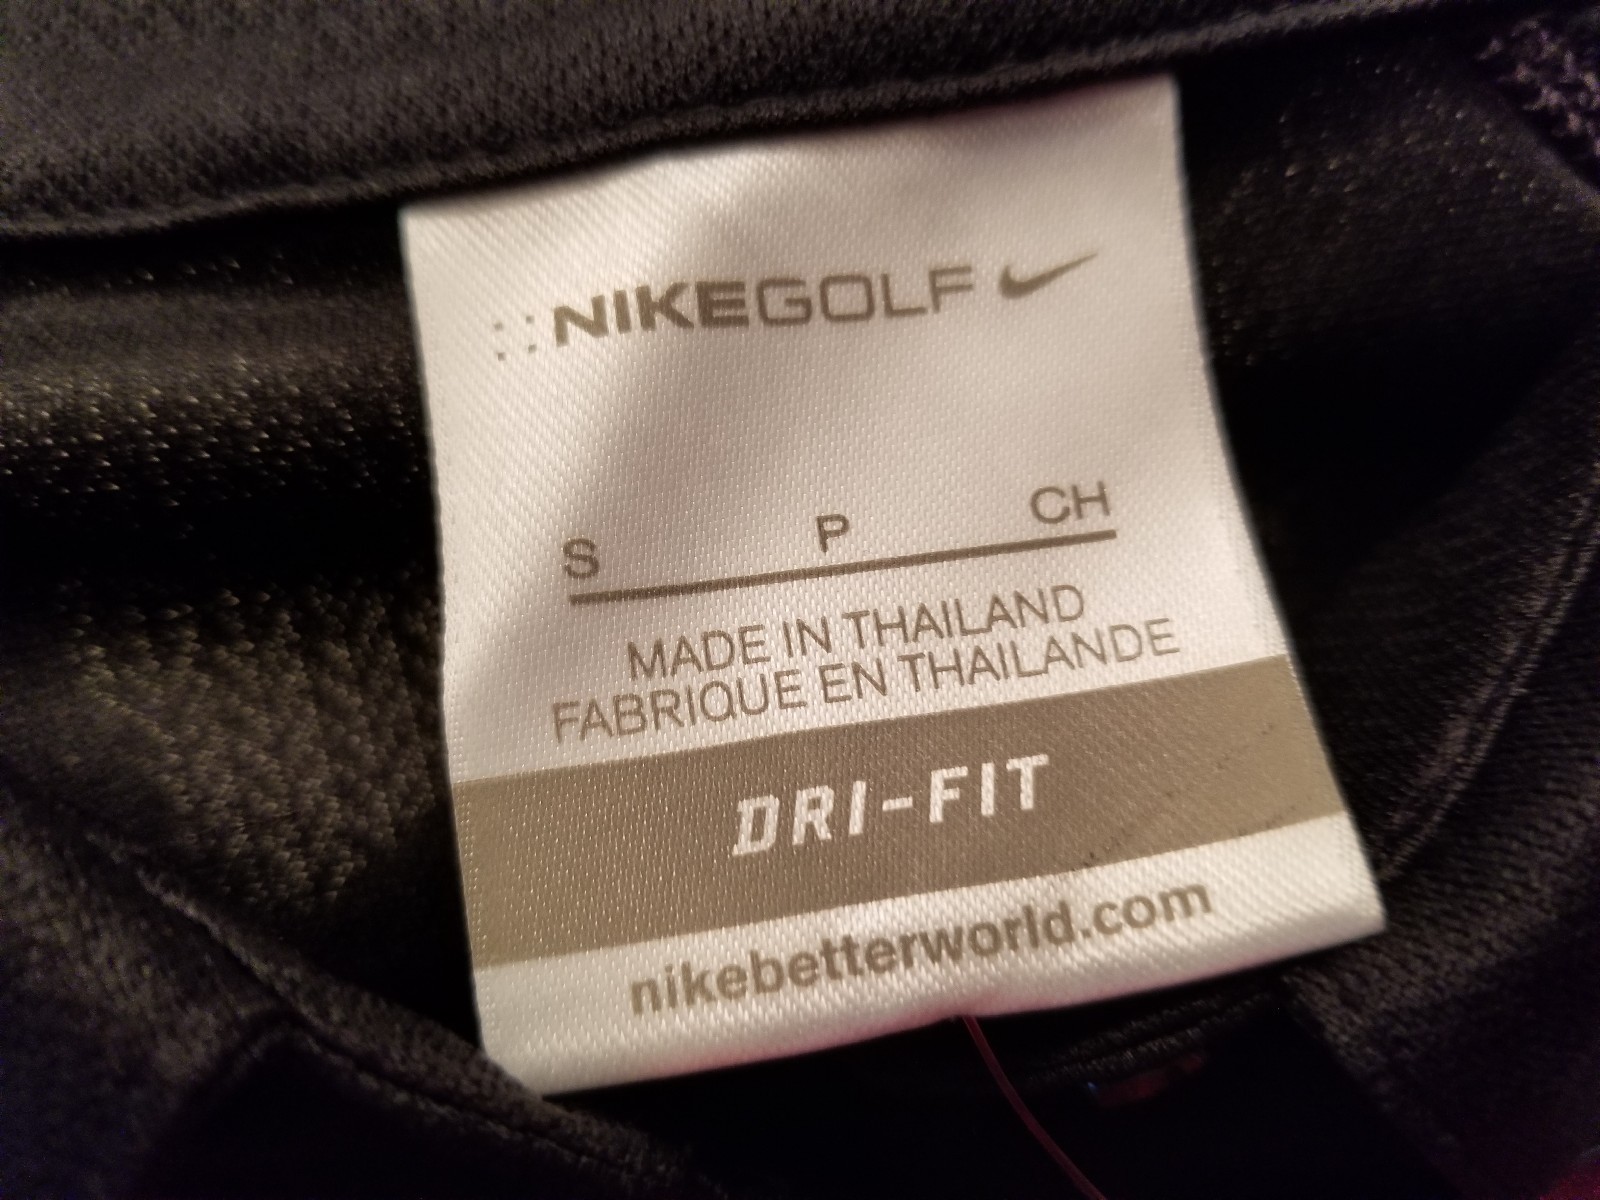 NIKEGOLF
S P CH
MADE IN THAILAND
FABRIQUE EN THAILANDE
DRI-FIT
nikebetterworld.com